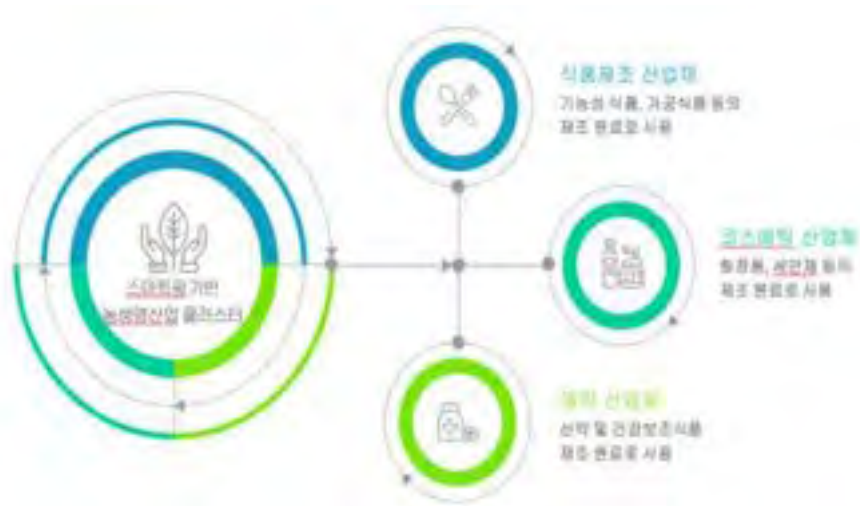 스마트팜 기반
농생명산업 클러스터
식품제조 산업재
기능성 식품, 가공식품 등의
제조 원료로 사용
코스메틱 산업재
화장품, 세안제 등의
제조 원료로 사용
제약 산업재
신약 및 건강보조식품
제조 원료로 사용